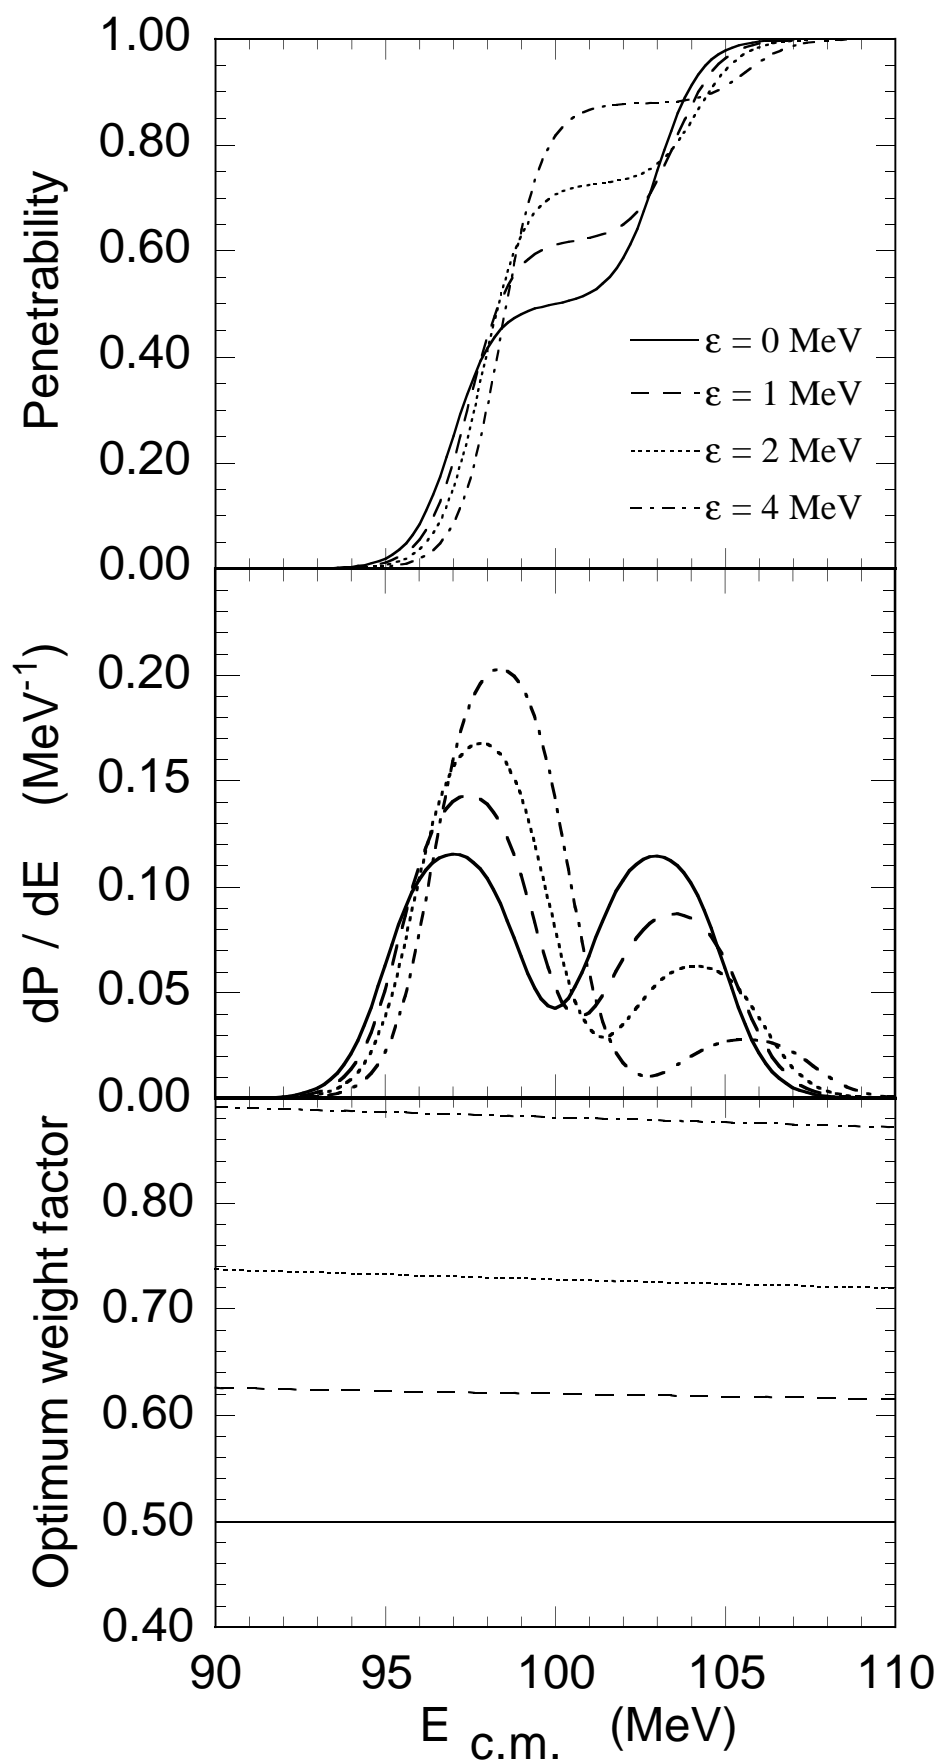 1.00
0.80
0.60
0.40
0.20
0.00
Penetrability
ε = 0 MeV
ε = 1 MeV
ε = 2 MeV
ε = 4 MeV
0.20
0.15
0.10
0.05
0.00
dP / dE (MeV⁻¹)
0.80
0.70
0.60
0.50
0.40
Optimum weight factor
90 95 100 105 110
E c.m. (MeV)